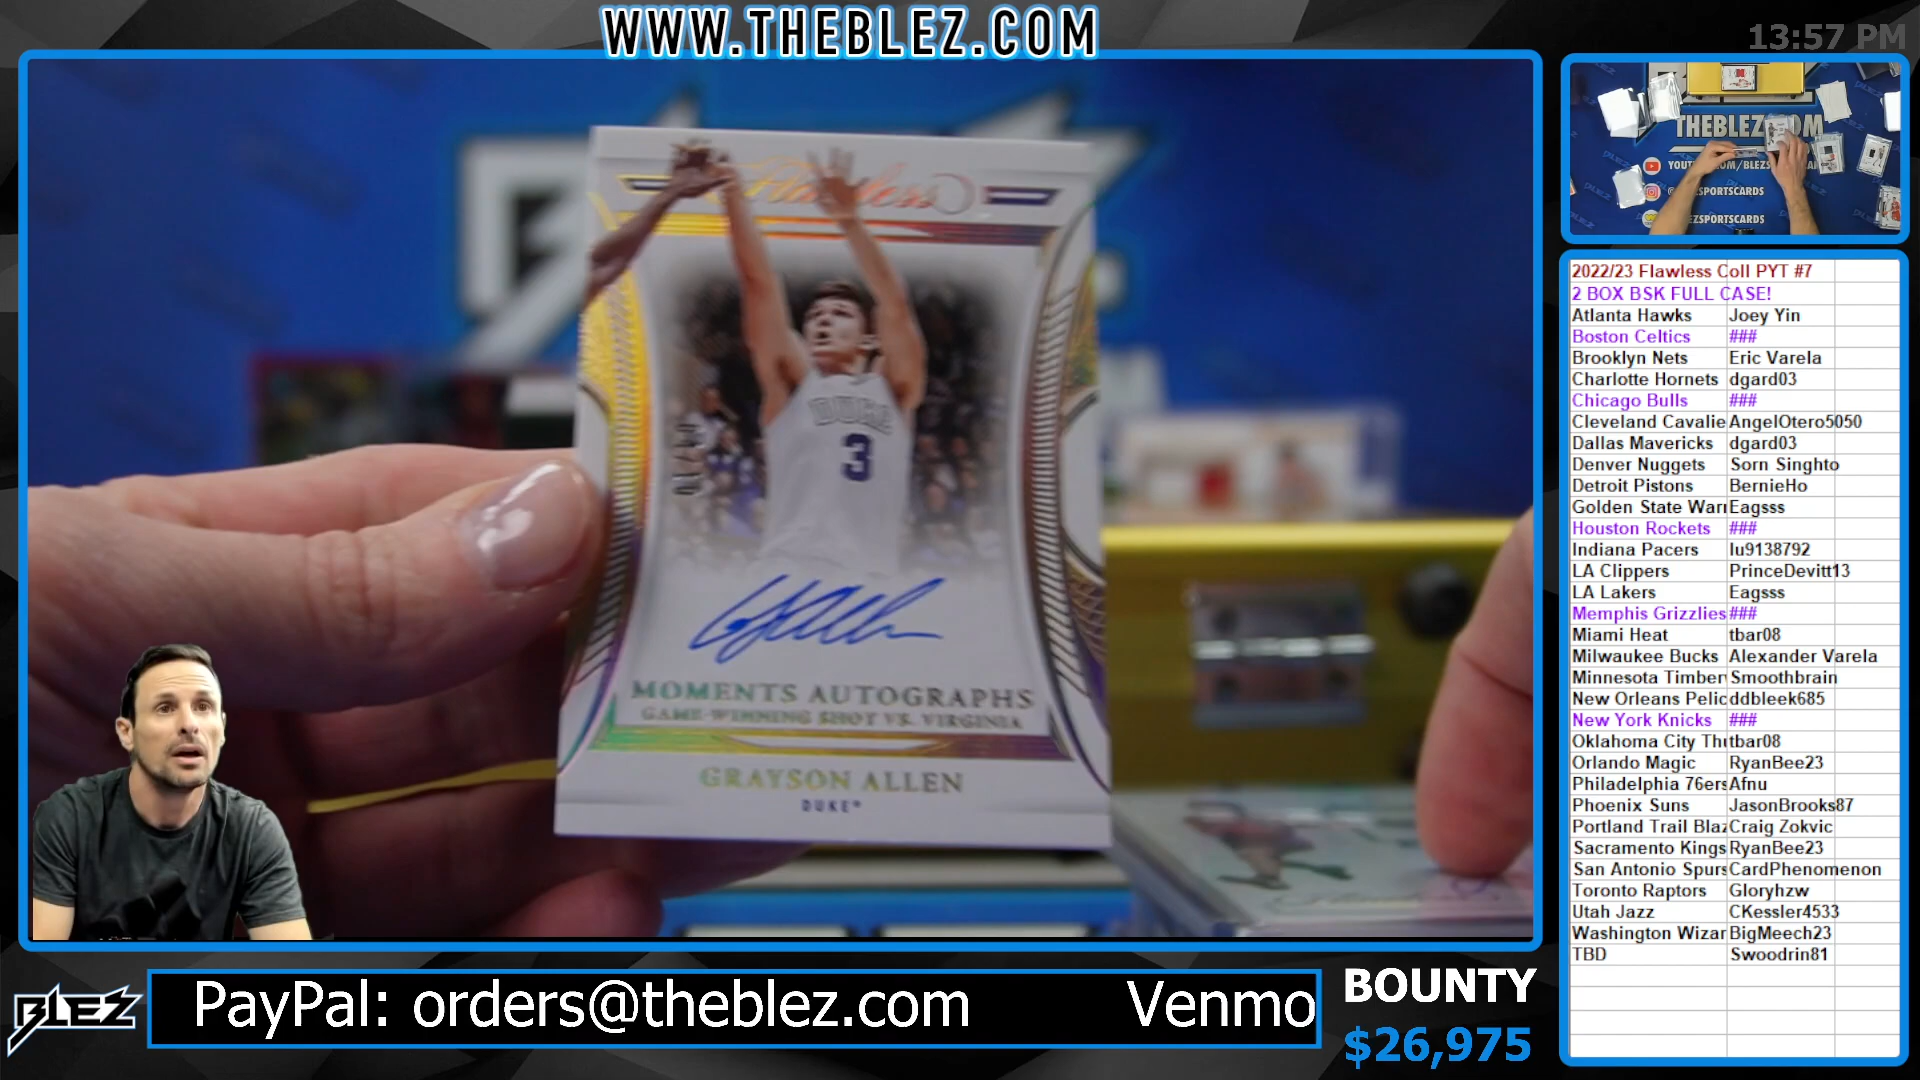 WWW.THEBLEZ.COM
13:57 PM
Flawless
DUKE
3
MOMENTS AUTOGRAPHS
GAME-WINNING SHOT VS. VIRGINIA
GRAYSON ALLEN
DUKE
THEBLEZ
OM
SPORTSCARDS
EZSPORTSCARDS
2022/23 Flawless Coll PYT #7
2 BOX BSK FULL CASE!
Atlanta Hawks Joey Yin
Boston Celtics ###
Brooklyn Nets Eric Varela
Charlotte Hornets dgard03
Chicago Bulls ###
Cleveland Cavalie AngelOtero5050
Dallas Mavericks dgard03
Denver Nuggets Sorn Singhto
Detroit Pistons BernieHo
Golden State Warr Eagsss
Houston Rockets ###
Indiana Pacers lu9138792
LA Clippers PrinceDevitt13
LA Lakers Eagsss
Memphis Grizzlies ###
Miami Heat tbar08
Milwaukee Bucks Alexander Varela
Minnesota Timber Smoothbrain
New Orleans Pelic ddbleek685
New York Knicks ###
Oklahoma City Thu tbar08
Orlando Magic RyanBee23
Philadelphia 76ers Afnu
Phoenix Suns JasonBrooks87
Portland Trail Blaz Craig Zokvic
Sacramento Kings RyanBee23
San Antonio Spurs CardPhenomenon
Toronto Raptors Gloryhzw
Utah Jazz CKessler4533
Washington Wizar BigMeech23
TBD Swoodrin81
BLEZ
PayPal: orders@theblez.com Venmo
BOUNTY
$26,975